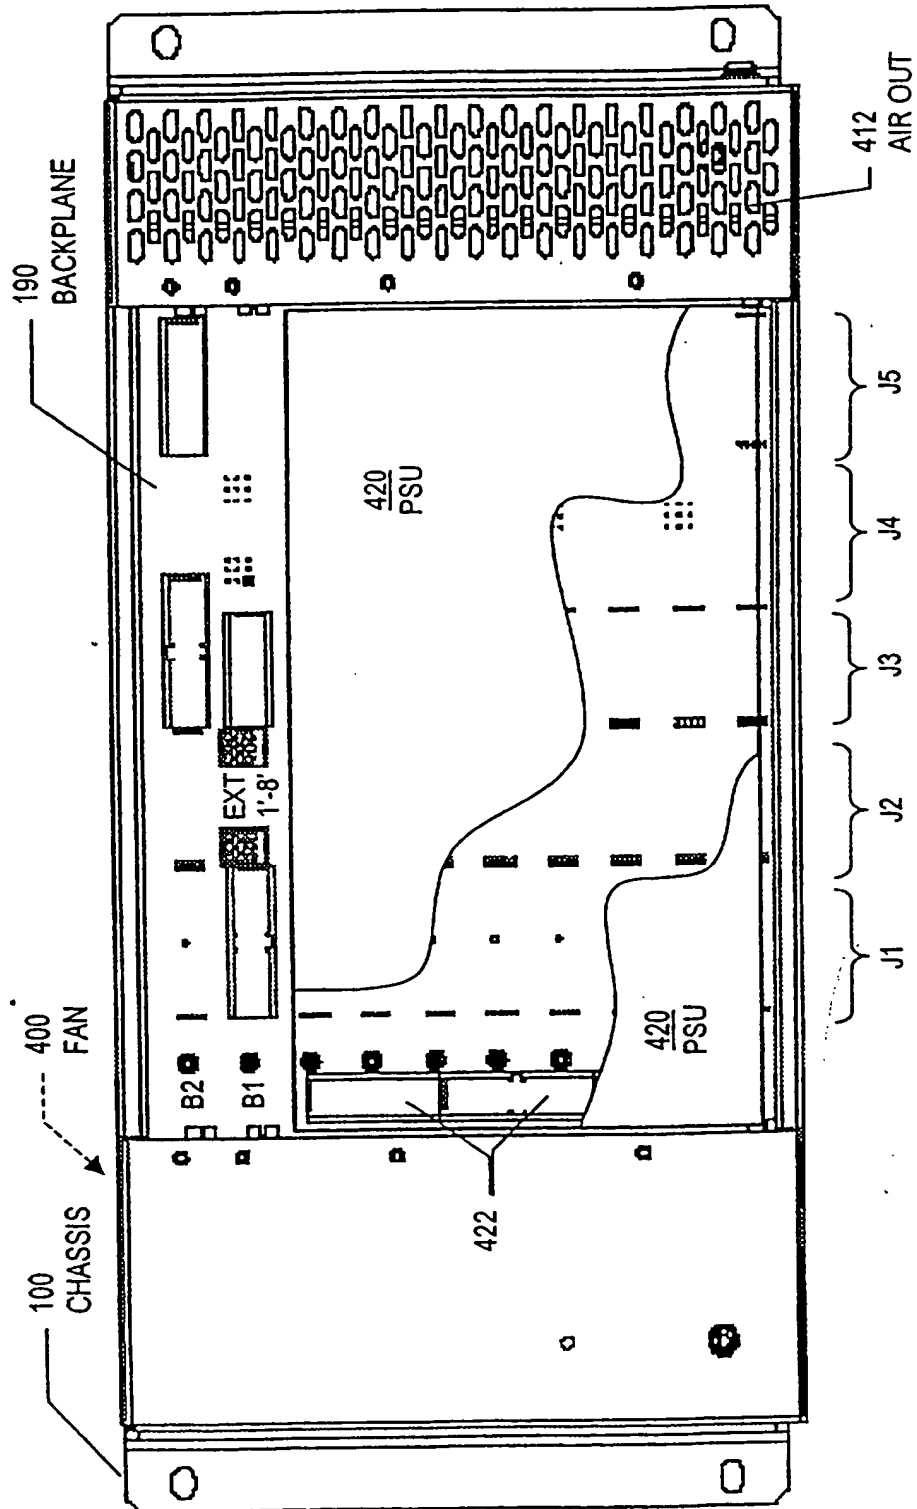 100
CHASSIS
400
FAN
190
BACKPLANE
B2
B1
EXT
1'-8'
420
PSU
420
PSU
422
412
AIR OUT
J1
J2
J3
J4
J5